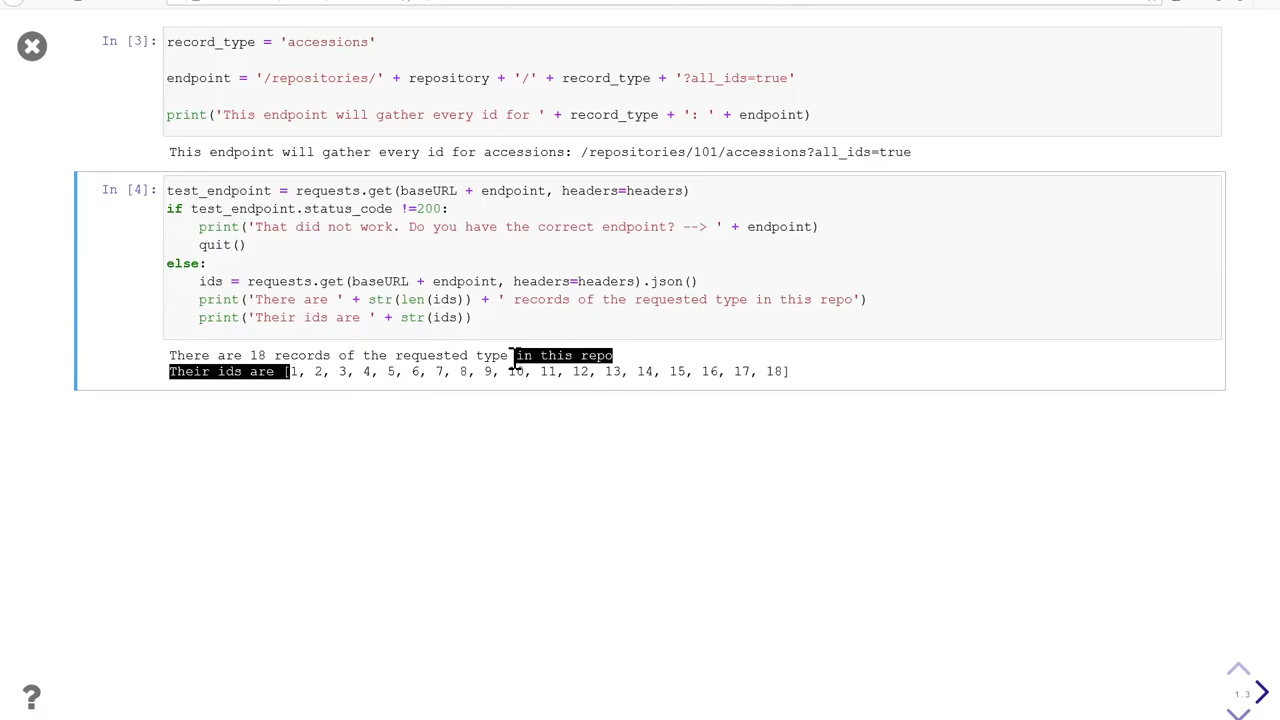 In [3]:
record_type = 'accessions'
endpoint = '/repositories/' + repository + '/' + record_type + '?all_ids=true'
print('This endpoint will gather every id for ' + record_type + ': ' + endpoint)
This endpoint will gather every id for accessions: /repositories/101/accessions?all_ids=true
In [4]:
test_endpoint = requests.get(baseURL + endpoint, headers=headers)
if test_endpoint.status_code !=200:
    print('That did not work. Do you have the correct endpoint? --> ' + endpoint)
    quit()
else:
    ids = requests.get(baseURL + endpoint, headers=headers).json()
    print('There are ' + str(len(ids)) + ' records of the requested type in this repo')
    print('Their ids are ' + str(ids))
There are 18 records of the requested type in this repo
Their ids are [1, 2, 3, 4, 5, 6, 7, 8, 9, 10, 11, 12, 13, 14, 15, 16, 17, 18]
?
1.3